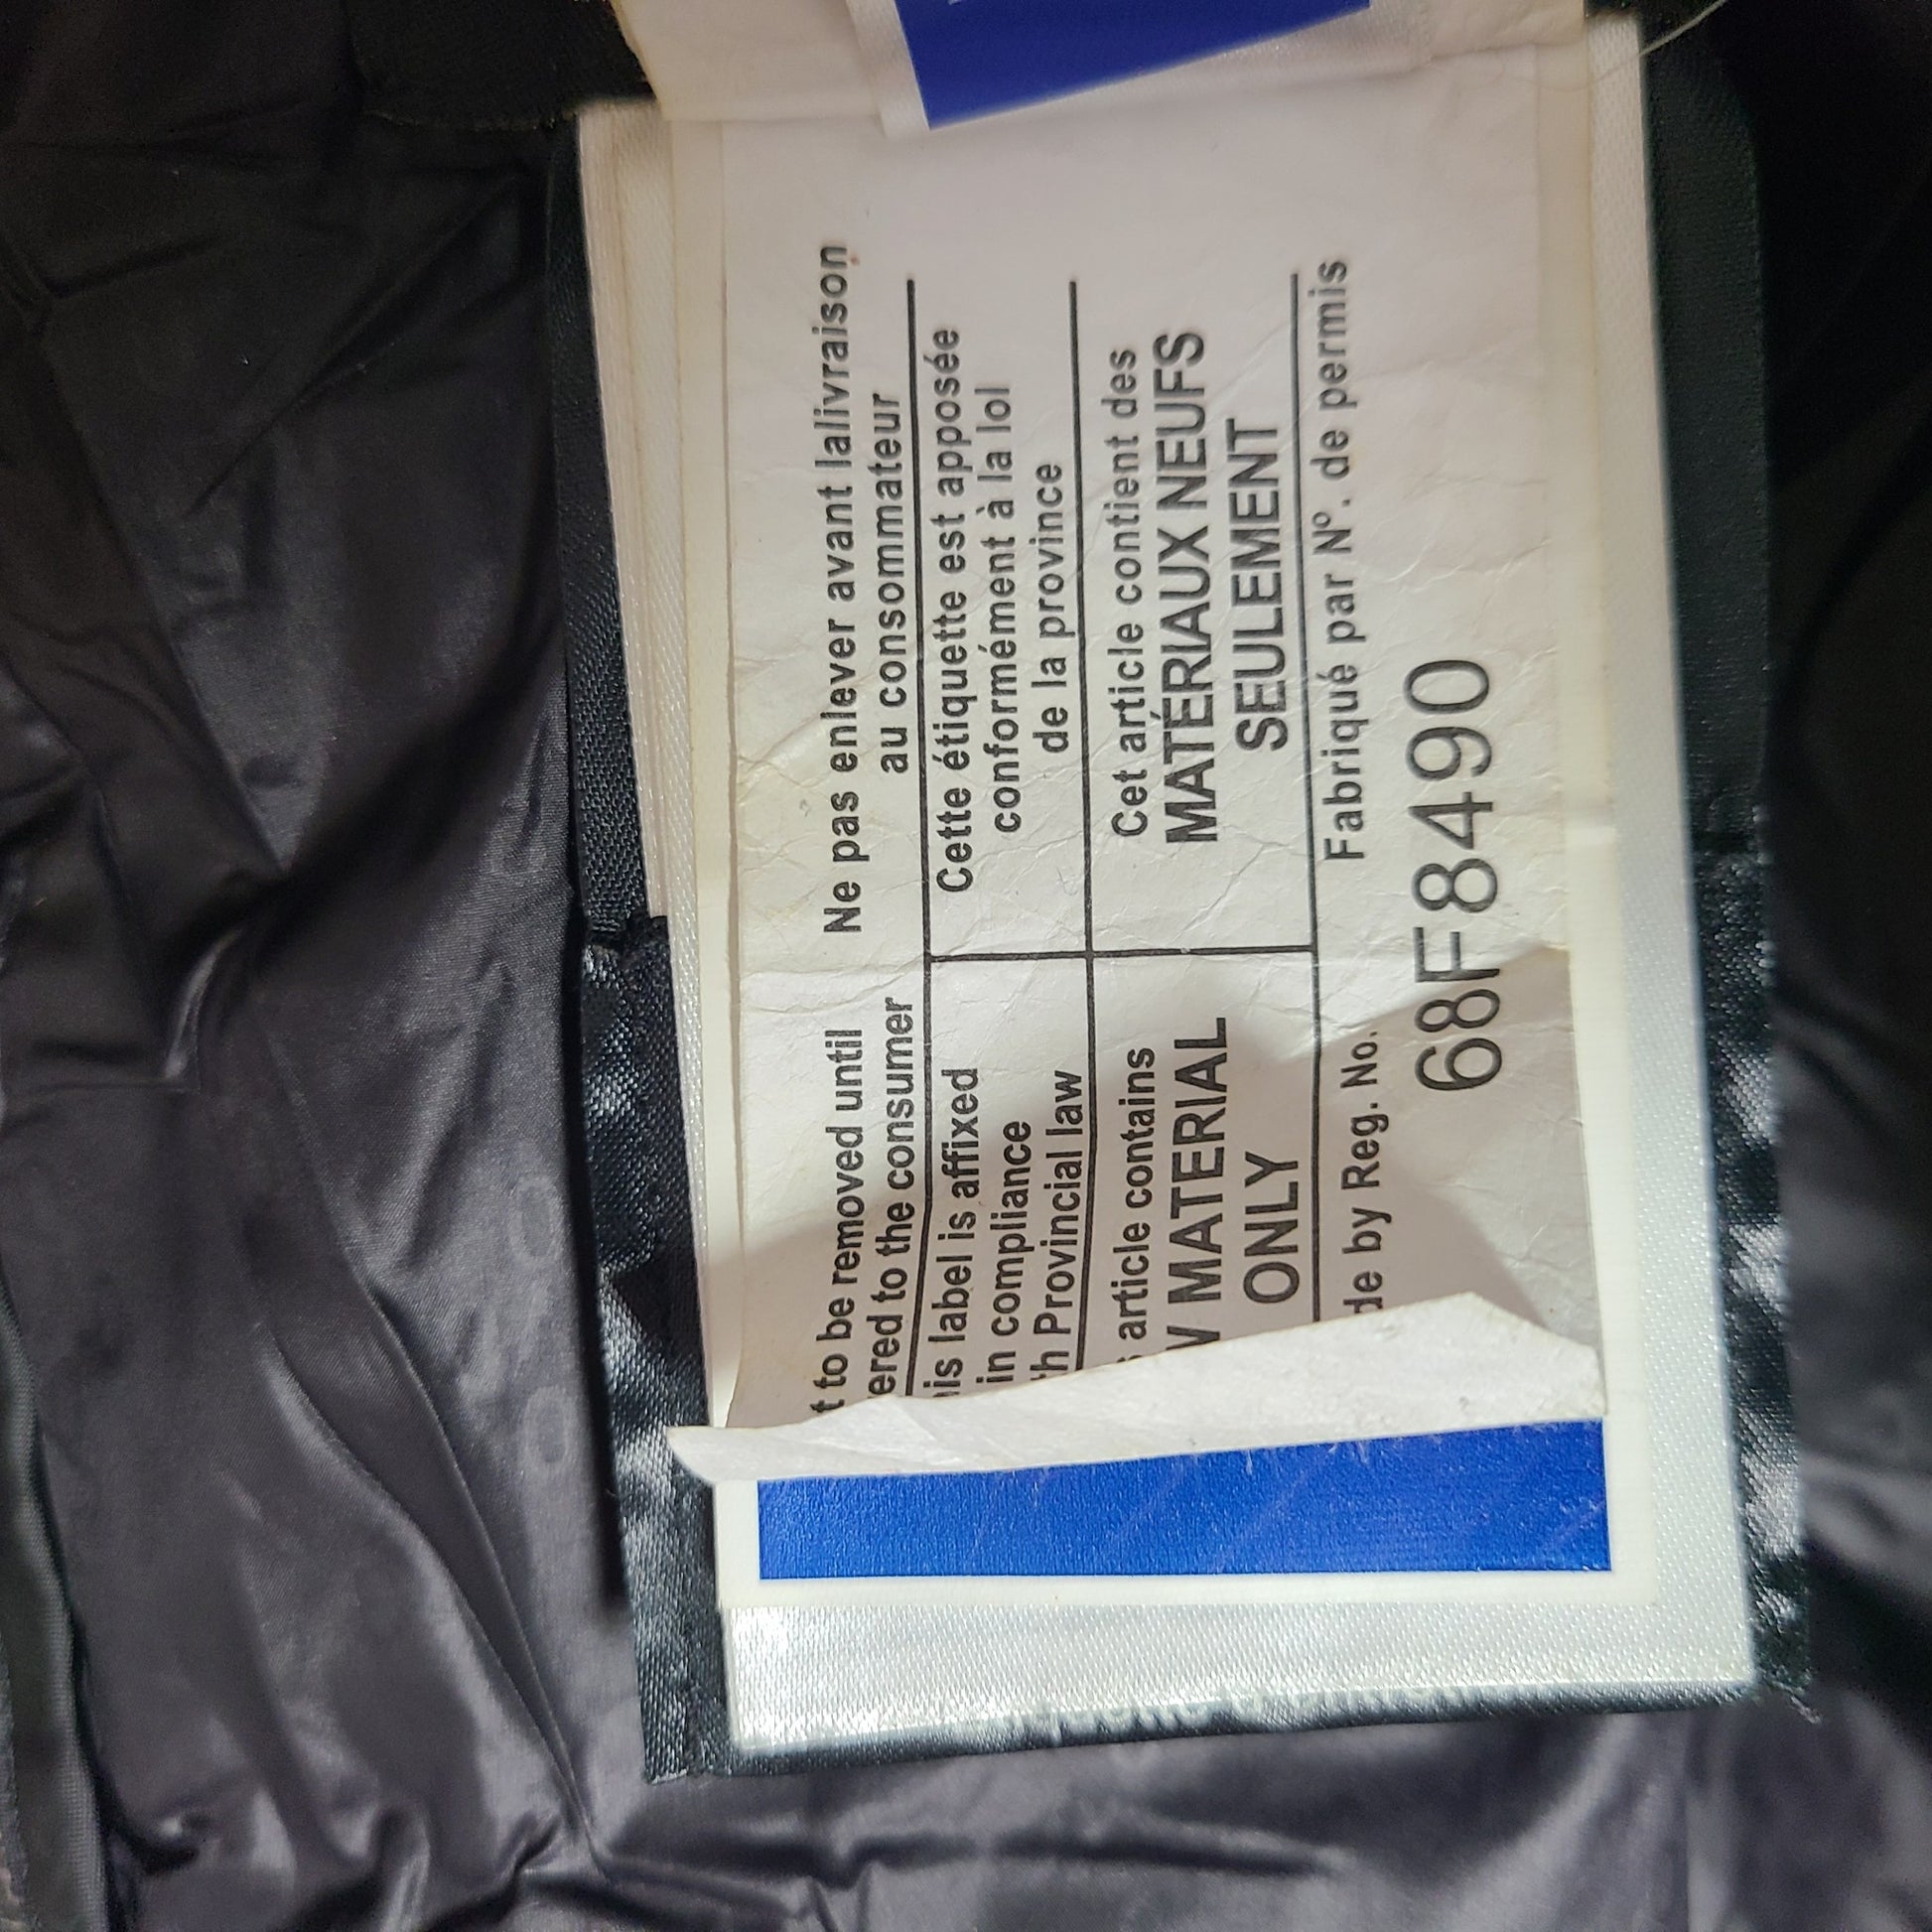 t to be removed until
ered to the consumer
is label is affixed
in compliance
h Provincial law
article contains
MATERIAL
ONLY
de by Reg. No.
Ne pas enlever avant lalivraison
au consommateur
Cette étiquette est apposée
conformément à la lol
de la province
Cet article contient des
MATÉRIAUX NEUFS
SEULEMENT
Fabriqué par Nº. de permis
68F8490